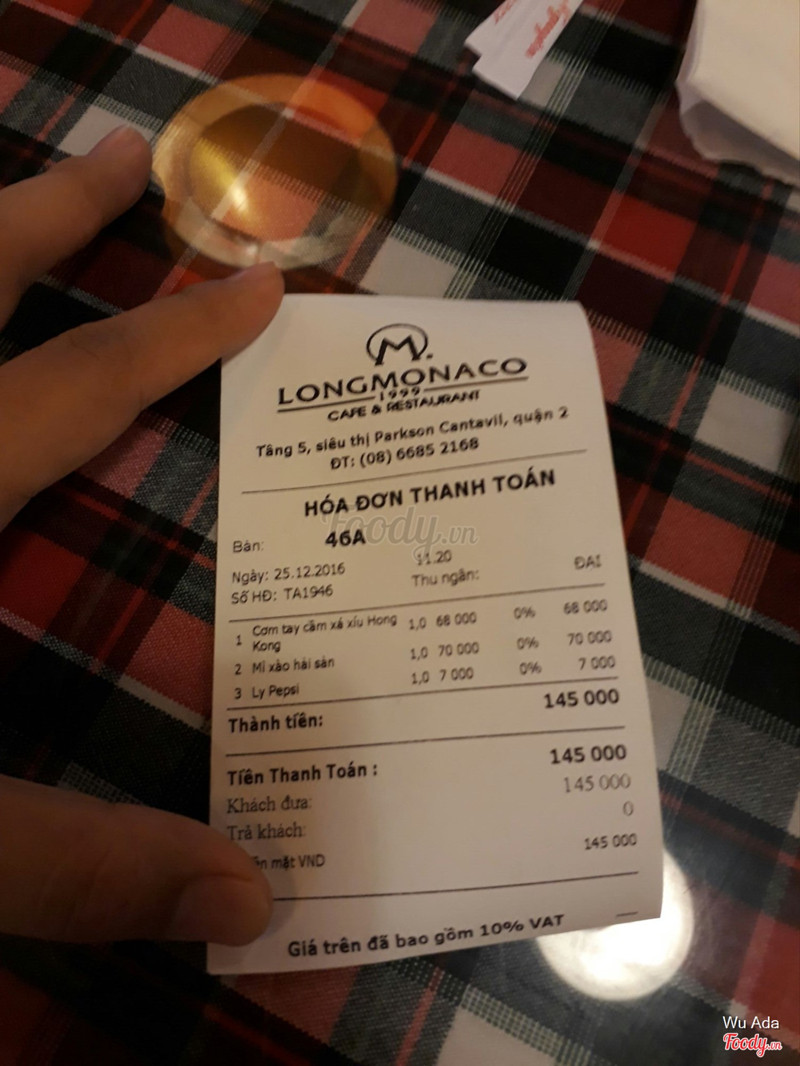 M
LONGMONACO
1999
CAFE & RESTAURANT
Tầng 5, siêu thị Parkson Cantavil, quận 2
ĐT: (08) 6685 2168
HÓA ĐƠN THANH TOÁN
Foody.vn
Bàn: 46A
Ngày: 25.12.2016 11.20
Số HĐ: TA1946 Thu ngân: ĐẠI
1 Cơm tay cầm xá xíu Hong Kong 1,0 68 000 0% 68 000
2 Mì xào hải sản 1,0 70 000 0% 70 000
3 Ly Pepsi 1,0 7 000 0% 7 000
Thành tiền: 145 000
Tiền Thanh Toán : 145 000
Khách đưa: 145 000
Trả khách: 0
mặt VND 145 000
Giá trên đã bao gồm 10% VAT
Wu Ada
Foody.vn